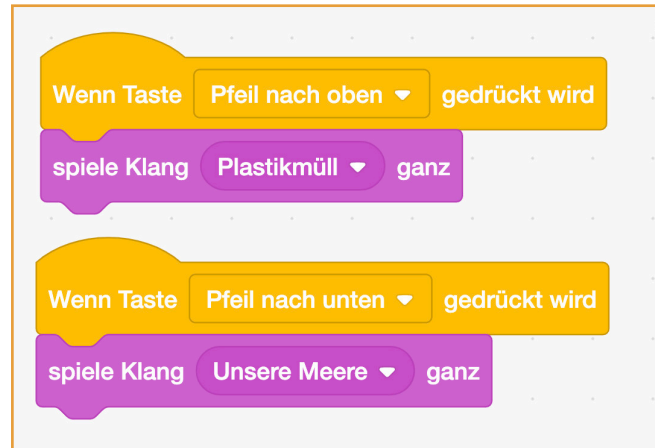 Wenn Taste Pfeil nach oben gedrückt wird
spiele Klang Plastikmüll ganz
Wenn Taste Pfeil nach unten gedrückt wird
spiele Klang Unsere Meere ganz